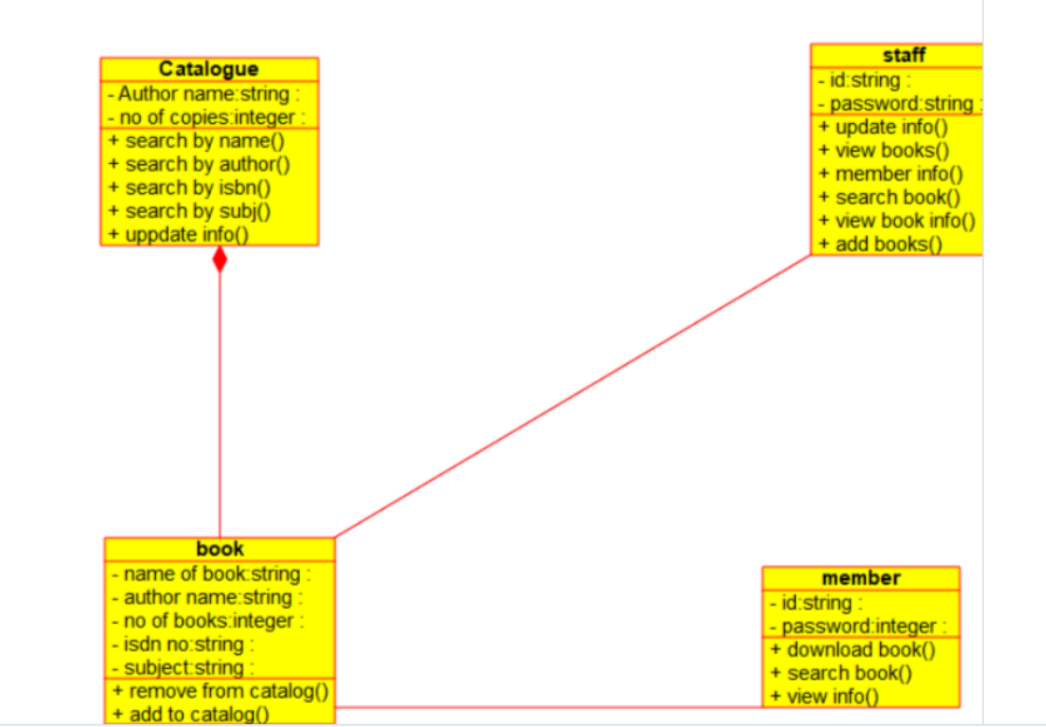 Catalogue
- Author name:string :
- no of copies:integer :
+ search by name()
+ search by author()
+ search by isbn()
+ search by subj()
+ uppdate info()
staff
- id:string :
- password:string :
+ update info()
+ view books()
+ member info()
+ search book()
+ view book info()
+ add books()
book
- name of book:string :
- author name:string :
- no of books:integer :
- isdn no:string :
- subject:string :
+ remove from catalog()
+ add to catalog()
member
- id:string :
- password:integer :
+ download book()
+ search book()
+ view info()